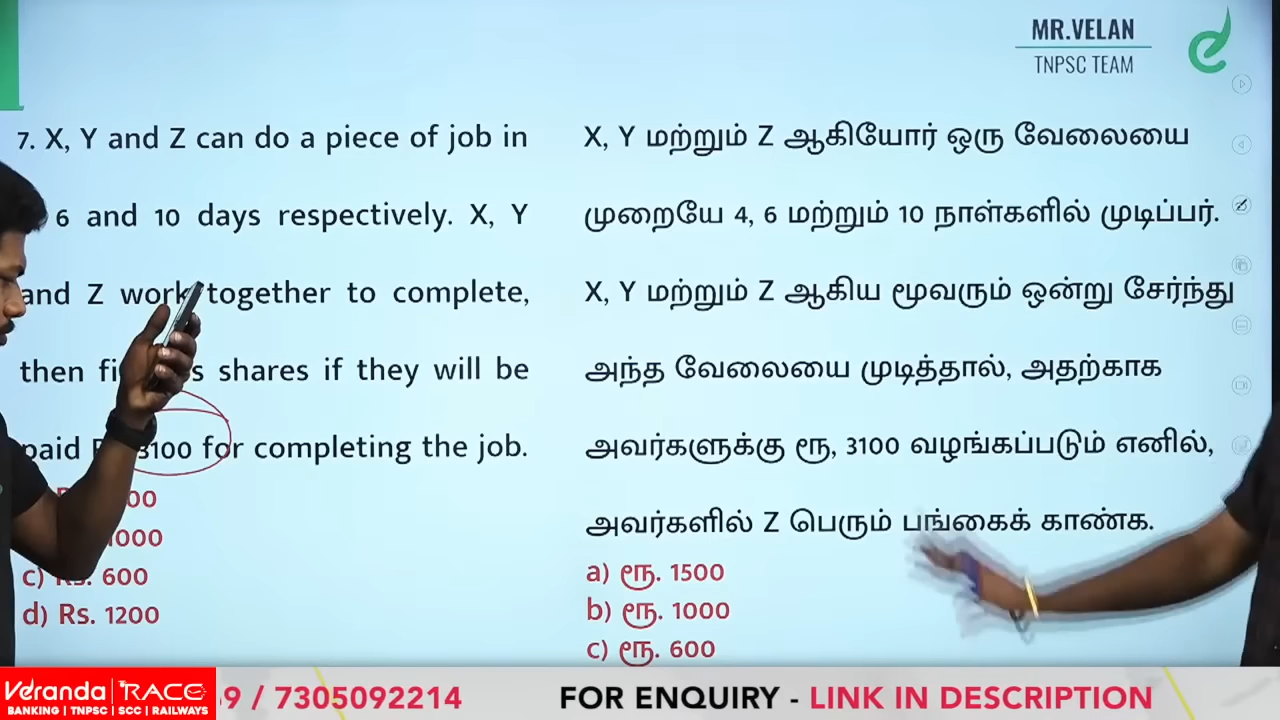 MR.VELAN
TNPSC TEAM
7. X, Y and Z can do a piece of job in
6 and 10 days respectively. X, Y
and Z work together to complete,
then shares if they will be
paid 3100 for completing the job.
c) Rs. 600
d) Rs. 1200
X, Y மற்றும் Z ஆகியோர் ஒரு வேலையை
முறையே 4, 6 மற்றும் 10 நாள்களில் முடிப்பர்.
X, Y மற்றும் Z ஆகிய மூவரும் ஒன்று சேர்ந்து
அந்த வேலையை முடித்தால், அதற்காக
அவர்களுக்கு ரூ, 3100 வழங்கப்படும் எனில்,
அவர்களில் Z பெரும் பங்கைக் காண்க.
a) ரூ. 1500
b) ரூ. 1000
c) ரூ. 600
Veranda RACE
BANKING | TNPSC | SCC | RAILWAYS
9 / 7305092214 FOR ENQUIRY - LINK IN DESCRIPTION